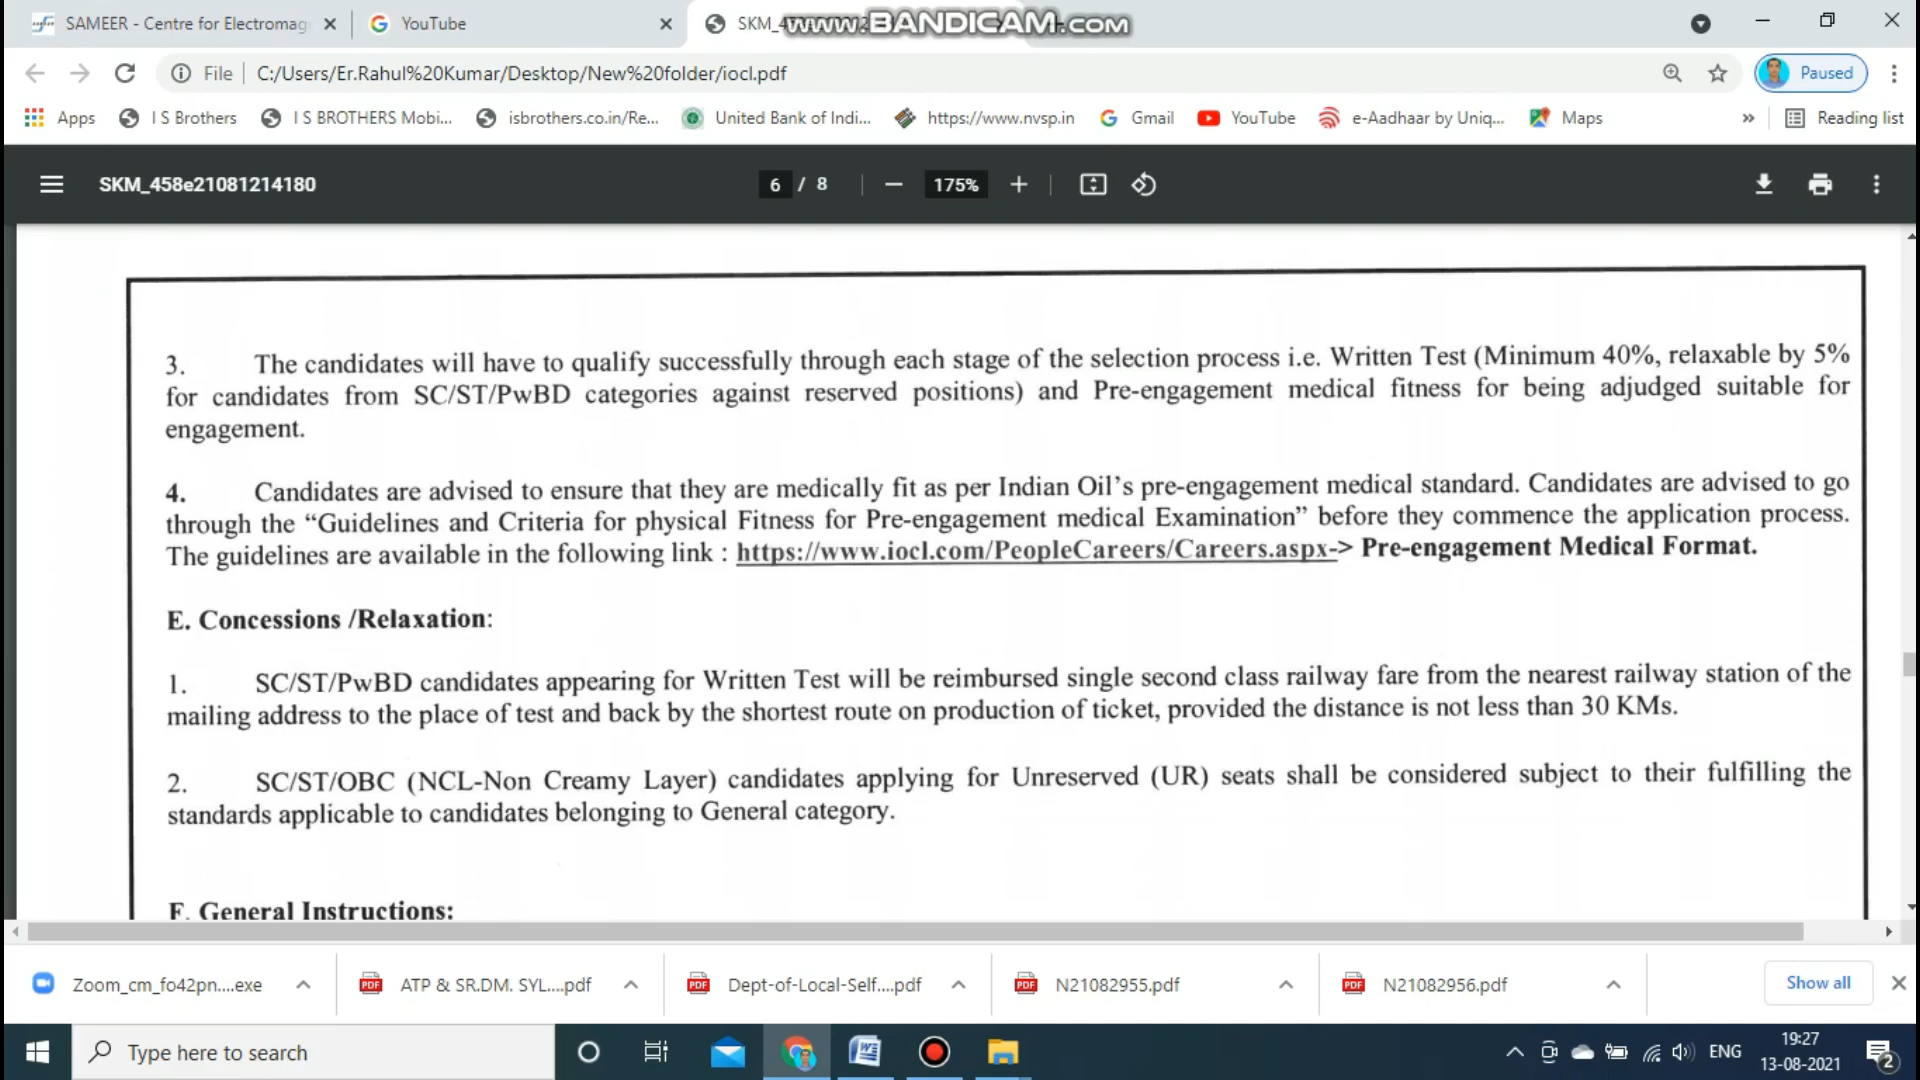 SAMEER - Centre for Electromag
YouTube
www.BANDICAM.com
File
C:/Users/Er.Rahul%20Kumar/Desktop/New%20folder/iocl.pdf
Paused
Apps
I S Brothers
I S BROTHERS Mobi...
isbrothers.co.in/Re...
United Bank of Indi...
https://www.nvsp.in
Gmail
YouTube
e-Aadhaar by Uniq...
Maps
»
Reading list
SKM_458e21081214180
6 / 8
175%
3. The candidates will have to qualify successfully through each stage of the selection process i.e. Written Test (Minimum 40%, relaxable by 5%
for candidates from SC/ST/PwBD categories against reserved positions) and Pre-engagement medical fitness for being adjudged suitable for
engagement.
4. Candidates are advised to ensure that they are medically fit as per Indian Oil’s pre-engagement medical standard. Candidates are advised to go
through the “Guidelines and Criteria for physical Fitness for Pre-engagement medical Examination” before they commence the application process.
The guidelines are available in the following link : https://www.iocl.com/PeopleCareers/Careers.aspx-> Pre-engagement Medical Format.
E. Concessions /Relaxation:
1. SC/ST/PwBD candidates appearing for Written Test will be reimbursed single second class railway fare from the nearest railway station of the
mailing address to the place of test and back by the shortest route on production of ticket, provided the distance is not less than 30 KMs.
2. SC/ST/OBC (NCL-Non Creamy Layer) candidates applying for Unreserved (UR) seats shall be considered subject to their fulfilling the
standards applicable to candidates belonging to General category.
F. General Instructions:
Zoom_cm_fo42pn....exe
ATP & SR.DM. SYL....pdf
Dept-of-Local-Self....pdf
N21082955.pdf
N21082956.pdf
Show all
Type here to search
ENG
19:27
13-08-2021
2